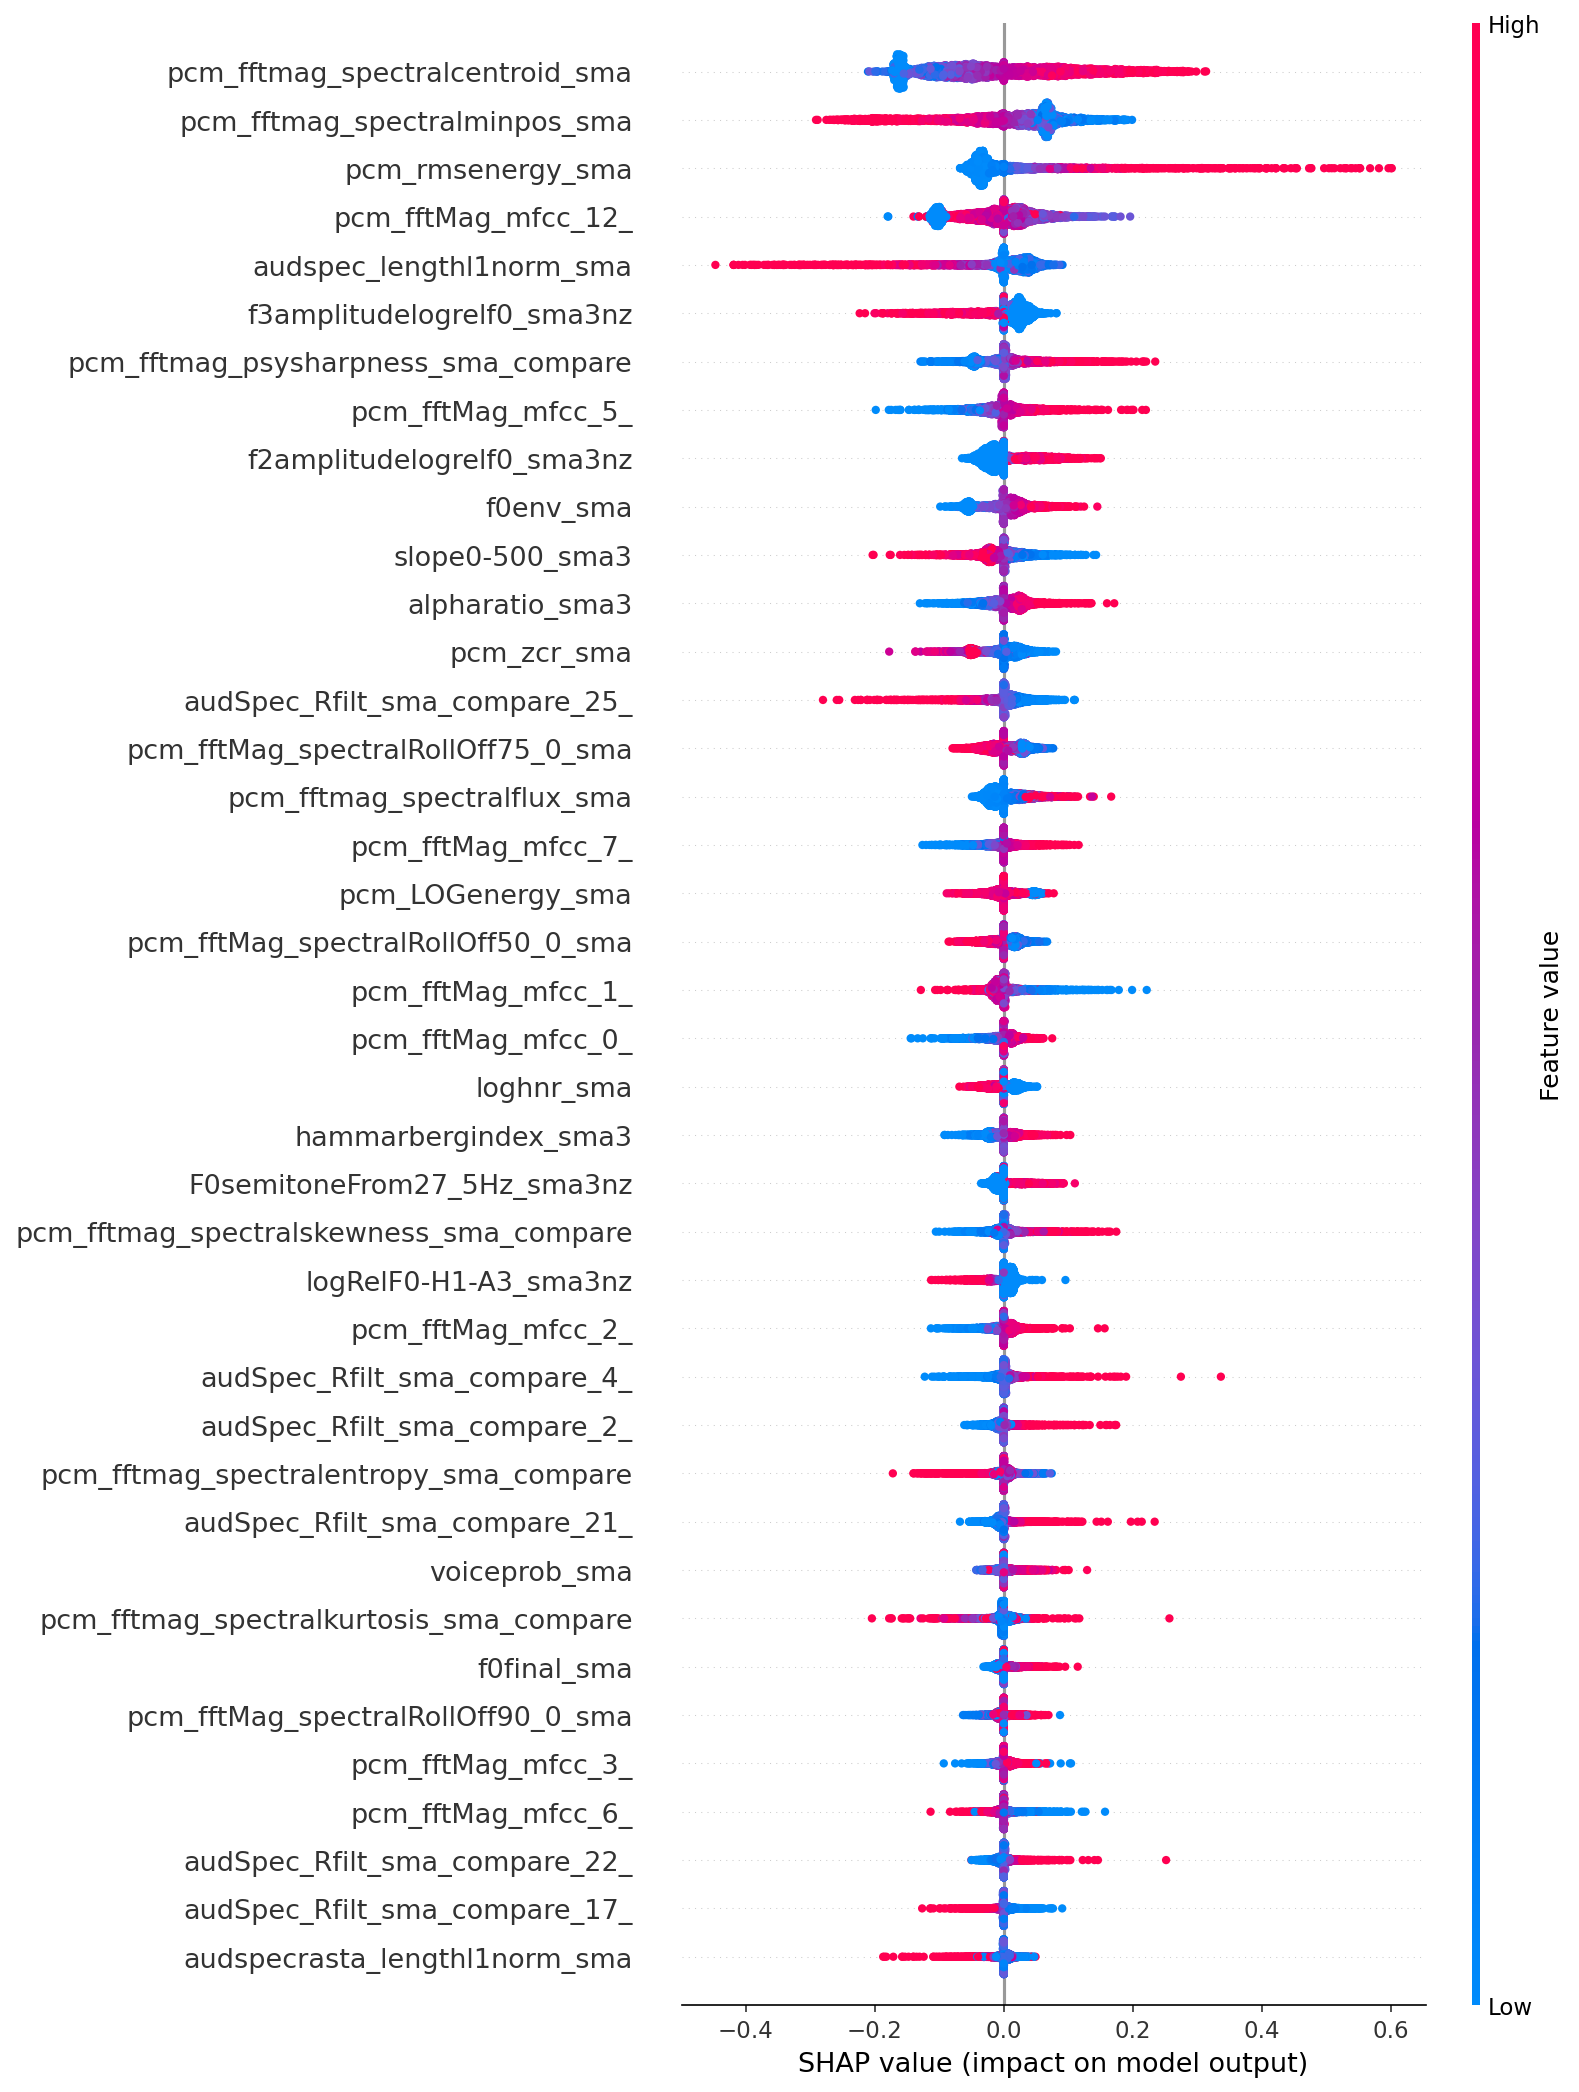 High
pcm_fftmag_spectralcentroid_sma
pcm_fftmag_spectralminpos_sma
pcm_rmsenergy_sma
pcm_fftMag_mfcc_12_
audspec_lengthl1norm_sma
f3amplitudelogrelf0_sma3nz
pcm_fftmag_psysharpness_sma_compare
pcm_fftMag_mfcc_5_
f2amplitudelogrelf0_sma3nz
f0env_sma
slope0-500_sma3
alpharatio_sma3
pcm_zcr_sma
audSpec_Rfilt_sma_compare_25_
pcm_fftMag_spectralRollOff75_0_sma
pcm_fftmag_spectralflux_sma
pcm_fftMag_mfcc_7_
pcm_LOGenergy_sma
pcm_fftMag_spectralRollOff50_0_sma
pcm_fftMag_mfcc_1_
pcm_fftMag_mfcc_0_
loghnr_sma
hammarbergindex_sma3
F0semitoneFrom27_5Hz_sma3nz
pcm_fftmag_spectralskewness_sma_compare
logRelF0-H1-A3_sma3nz
pcm_fftMag_mfcc_2_
audSpec_Rfilt_sma_compare_4_
audSpec_Rfilt_sma_compare_2_
pcm_fftmag_spectralentropy_sma_compare
audSpec_Rfilt_sma_compare_21_
voiceprob_sma
pcm_fftmag_spectralkurtosis_sma_compare
f0final_sma
pcm_fftMag_spectralRollOff90_0_sma
pcm_fftMag_mfcc_3_
pcm_fftMag_mfcc_6_
audSpec_Rfilt_sma_compare_22_
audSpec_Rfilt_sma_compare_17_
audspecrasta_lengthl1norm_sma
Feature value
Low
−0.4 −0.2 0.0 0.2 0.4 0.6
SHAP value (impact on model output)